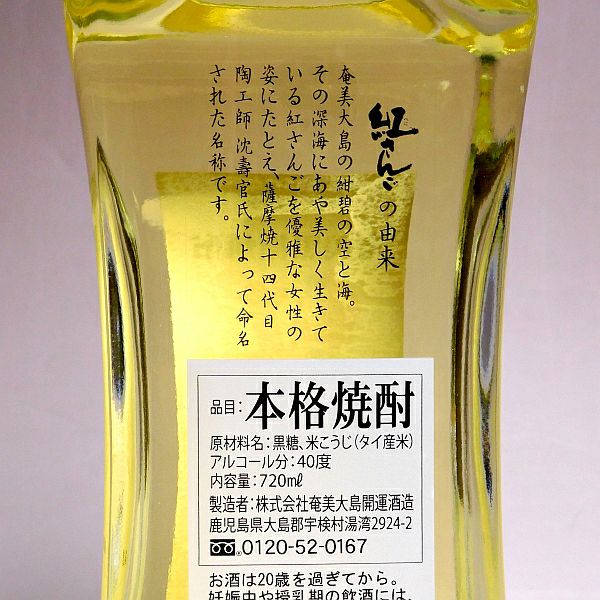 紅さんごの由来
奄美大島の紺碧の空と海。
その深海にあや美しく生きて
いる紅さんごを優雅な女性の
姿にたとえ、薩摩焼十四代目
陶工師 沈壽官氏によって命名
された名称です。
品目：本格焼酎
原材料名：黒糖、米こうじ（タイ産米）
アルコール分：40度
内容量：720mℓ
製造者：株式会社奄美大島開運酒造
鹿児島県大島郡宇検村湯湾2924-2
0120-52-0167
お酒は20歳を過ぎてから。
妊娠中や授乳期の飲酒には、